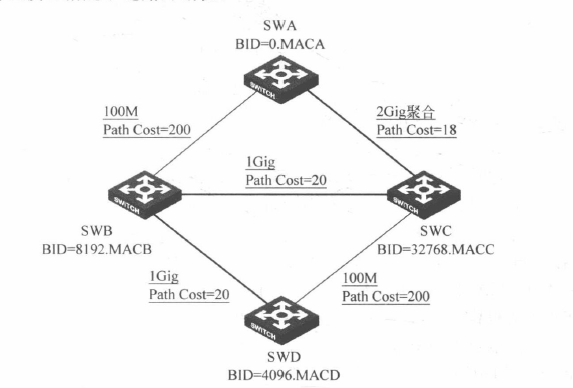 SWA
BID=0.MACA
SWITCH
100M
Path Cost=200
2Gig聚合
Path Cost=18
1Gig
Path Cost=20
SWITCH
SWITCH
SWB
BID=8192.MACB
SWC
BID=32768.MACC
1Gig
Path Cost=20
100M
Path Cost=200
SWITCH
SWD
BID=4096.MACD